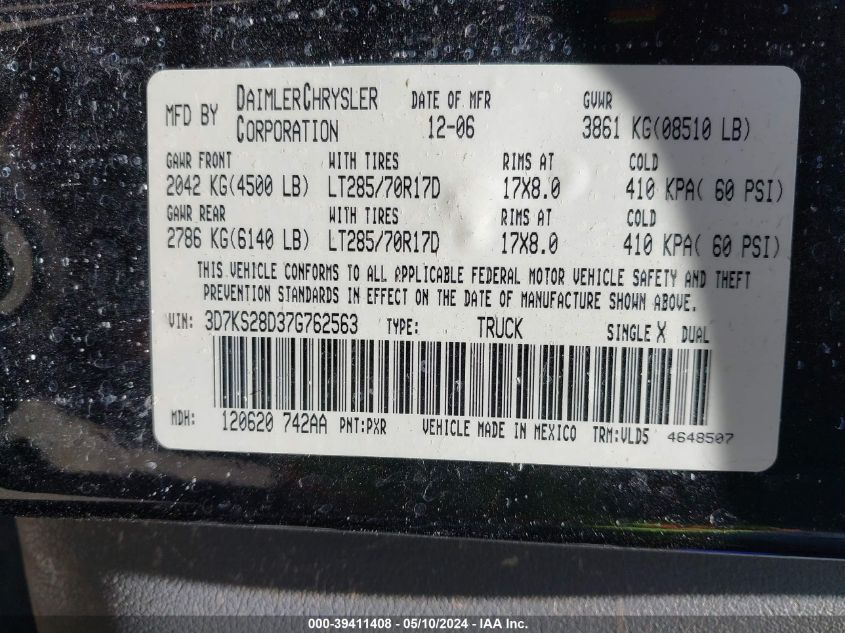 MFD BY DAIMLERCHRYSLER CORPORATION DATE OF MFR 12-06 GVWR 3861 KG(08510 LB)
GAWR FRONT WITH TIRES RIMS AT COLD
2042 KG(4500 LB) LT285/70R17D 17X8.0 410 KPA( 60 PSI)
GAWR REAR WITH TIRES RIMS AT COLD
2786 KG(6140 LB) LT285/70R17D 17X8.0 410 KPA( 60 PSI)
THIS VEHICLE CONFORMS TO ALL APPLICABLE FEDERAL MOTOR VEHICLE SAFETY AND THEFT
PREVENTION STANDARDS IN EFFECT ON THE DATE OF MANUFACTURE SHOWN ABOVE.
VIN: 3D7KS28D37G762563 TYPE: TRUCK SINGLE X DUAL
MDH: 120620 742AA PNT:PXR VEHICLE MADE IN MEXICO TRM:VLD5 4648507
000-39411408 - 05/10/2024 - IAA Inc.